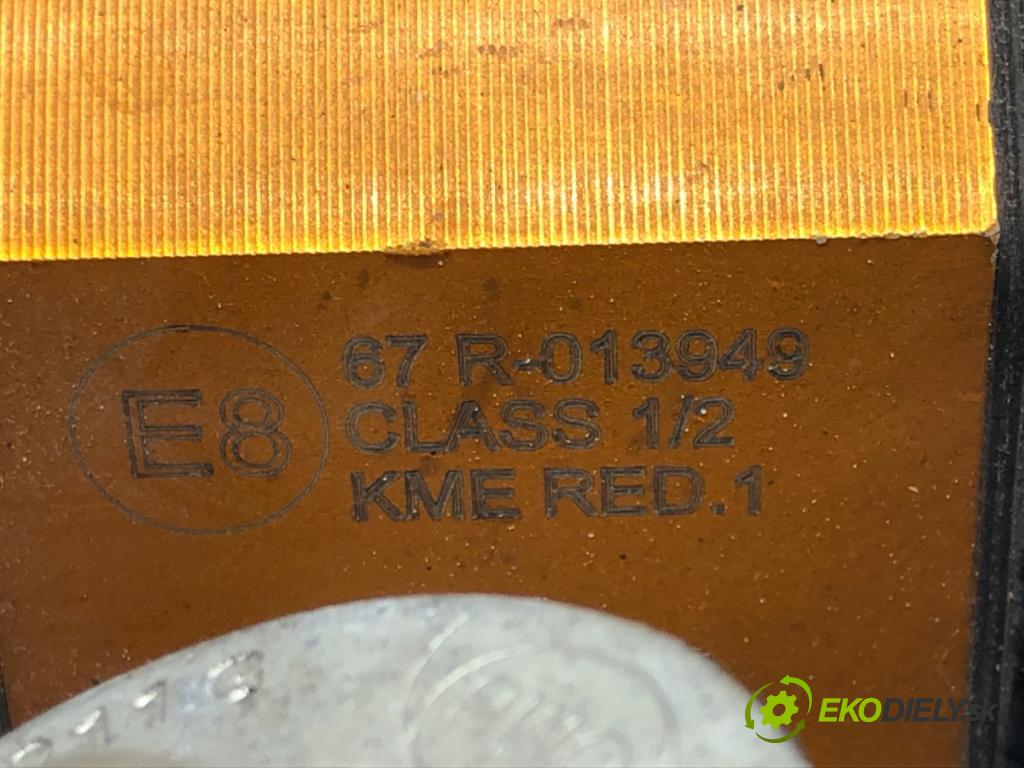 E8
67 R-013949
CLASS 1/2
KME RED.1
EKODIELY.sk